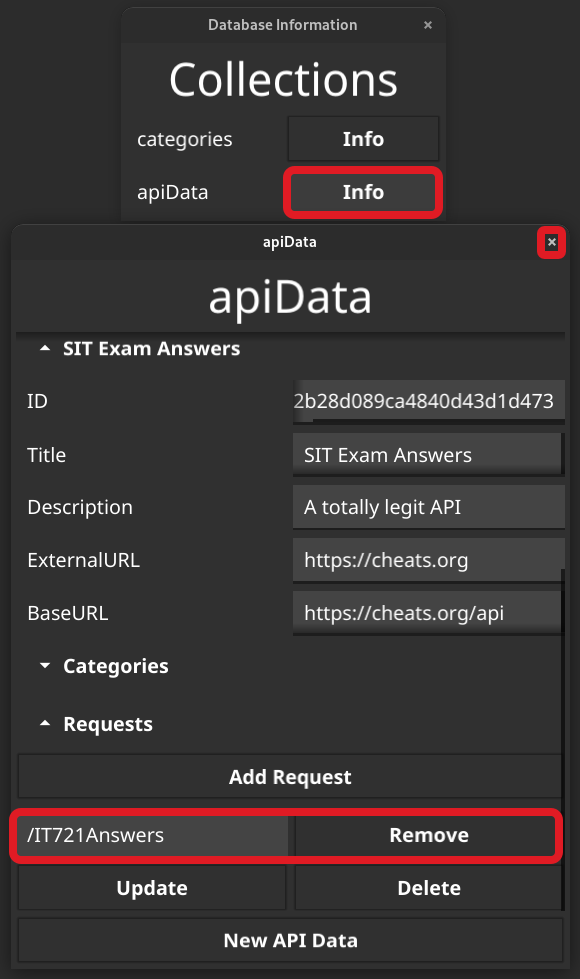 Database Information
Collections
categories Info
apiData Info
apiData
apiData
SIT Exam Answers
ID 2b28d089ca4840d43d1d473
Title SIT Exam Answers
Description A totally legit API
ExternalURL https://cheats.org
BaseURL https://cheats.org/api
Categories
Requests
Add Request
/IT721Answers Remove
Update Delete
New API Data